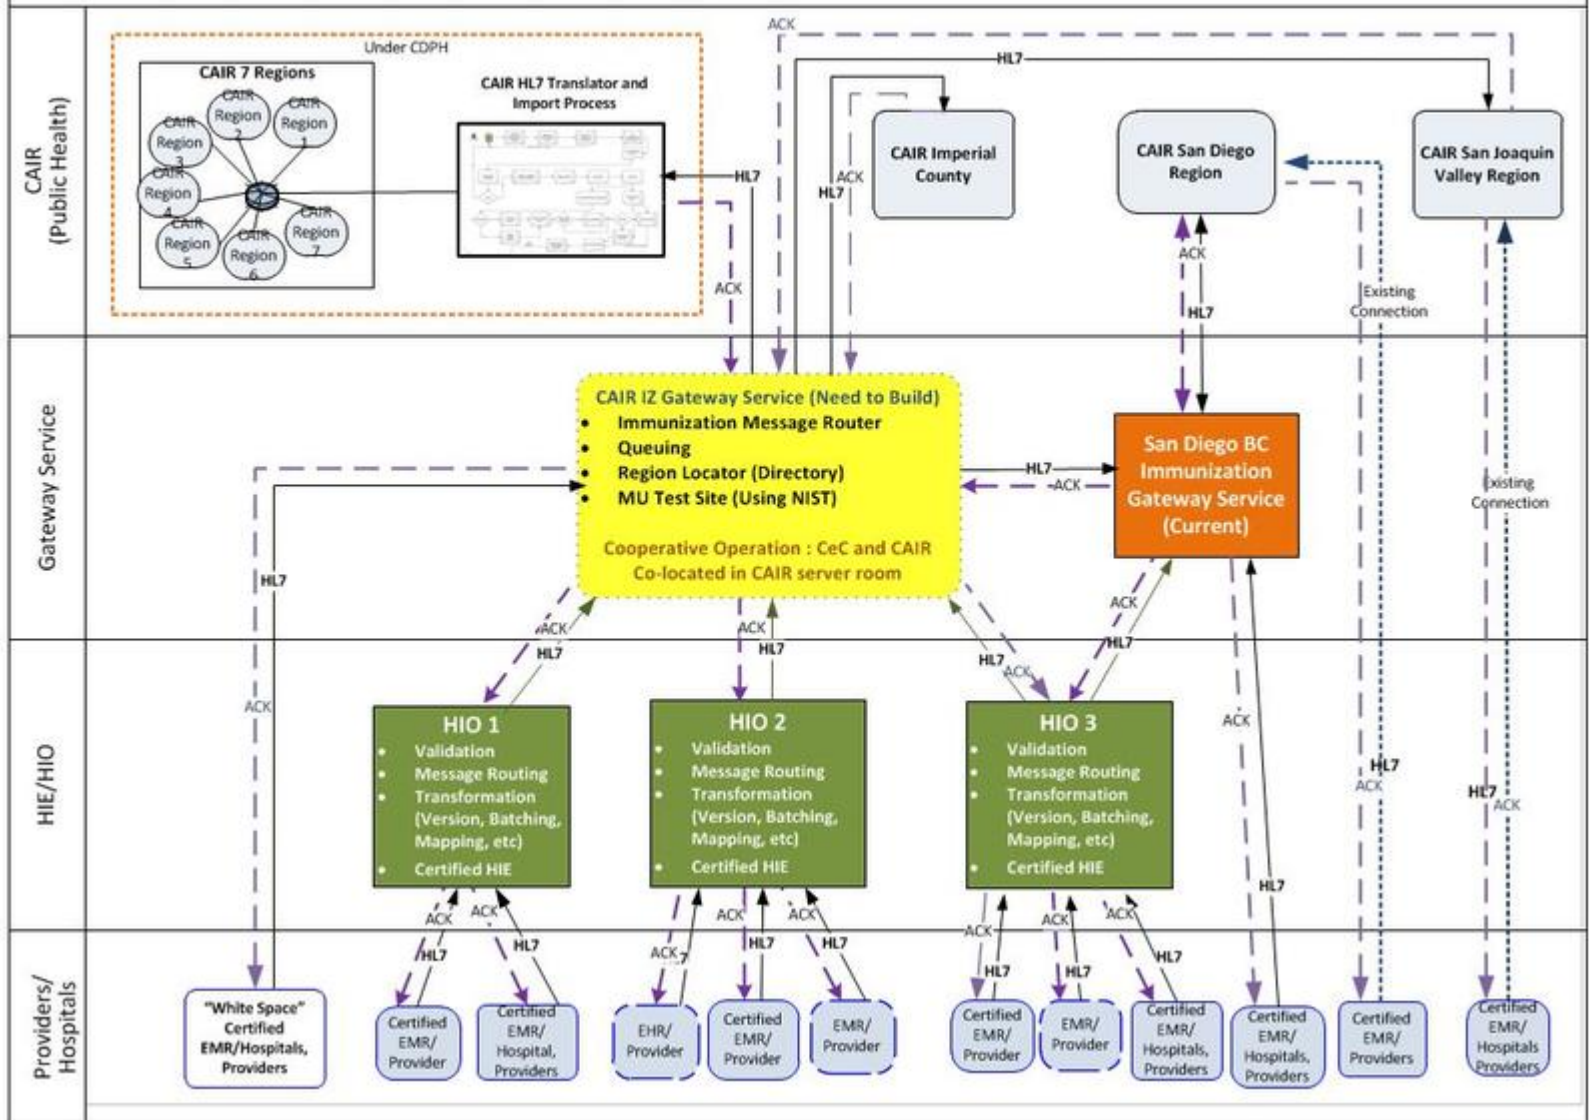 CAIR
(Public Health)
Under CDPH
CAIR 7 Regions
CAIR
Region
1
CAIR
Region
2
CAIR
Region
3
CAIR
Region
4
CAIR
Region
5
CAIR
Region
6
CAIR
Region
7
CAIR HL7 Translator and
Import Process
HL7
ACK
ACK
HL7
ACK
HL7
CAIR Imperial
County
CAIR San Diego
Region
CAIR San Joaquin
Valley Region
ACK
HL7
Existing
Connection
Gateway Service
CAIR IZ Gateway Service (Need to Build)
• Immunization Message Router
• Queuing
• Region Locator (Directory)
• MU Test Site (Using NIST)
Cooperative Operation : CeC and CAIR
Co-located in CAIR server room
HL7
ACK
San Diego BC
Immunization
Gateway Service
(Current)
Existing
Connection
HL7
ACK
HL7
ACK
HL7
HL7
ACK
ACK
HL7
HIE/HIO
ACK
HIO 1
• Validation
• Message Routing
• Transformation
(Version, Batching,
Mapping, etc)
• Certified HIE
HIO 2
• Validation
• Message Routing
• Transformation
(Version, Batching,
Mapping, etc)
• Certified HIE
HIO 3
• Validation
• Message Routing
• Transformation
(Version, Batching,
Mapping, etc)
• Certified HIE
ACK
HL7
HL7
ACK
HL7
ACK
ACK
HL7
ACK
HL7
ACK
ACK
HL7
ACK
HL7
ACK
HL7
ACK
HL7
ACK
HL7
Providers/
Hospitals
"White Space"
Certified
EMR/Hospitals,
Providers
Certified
EMR/
Provider
Certified
EMR/
Hospital,
Providers
EHR/
Provider
Certified
EMR/
Provider
EMR/
Provider
Certified
EMR/
Provider
EMR/
Provider
Certified
EMR/
Hospitals,
Providers
Certified
EMR/
Hospitals,
Providers
Certified
EMR/
Providers
Certified
EMR/
Hospitals
Providers